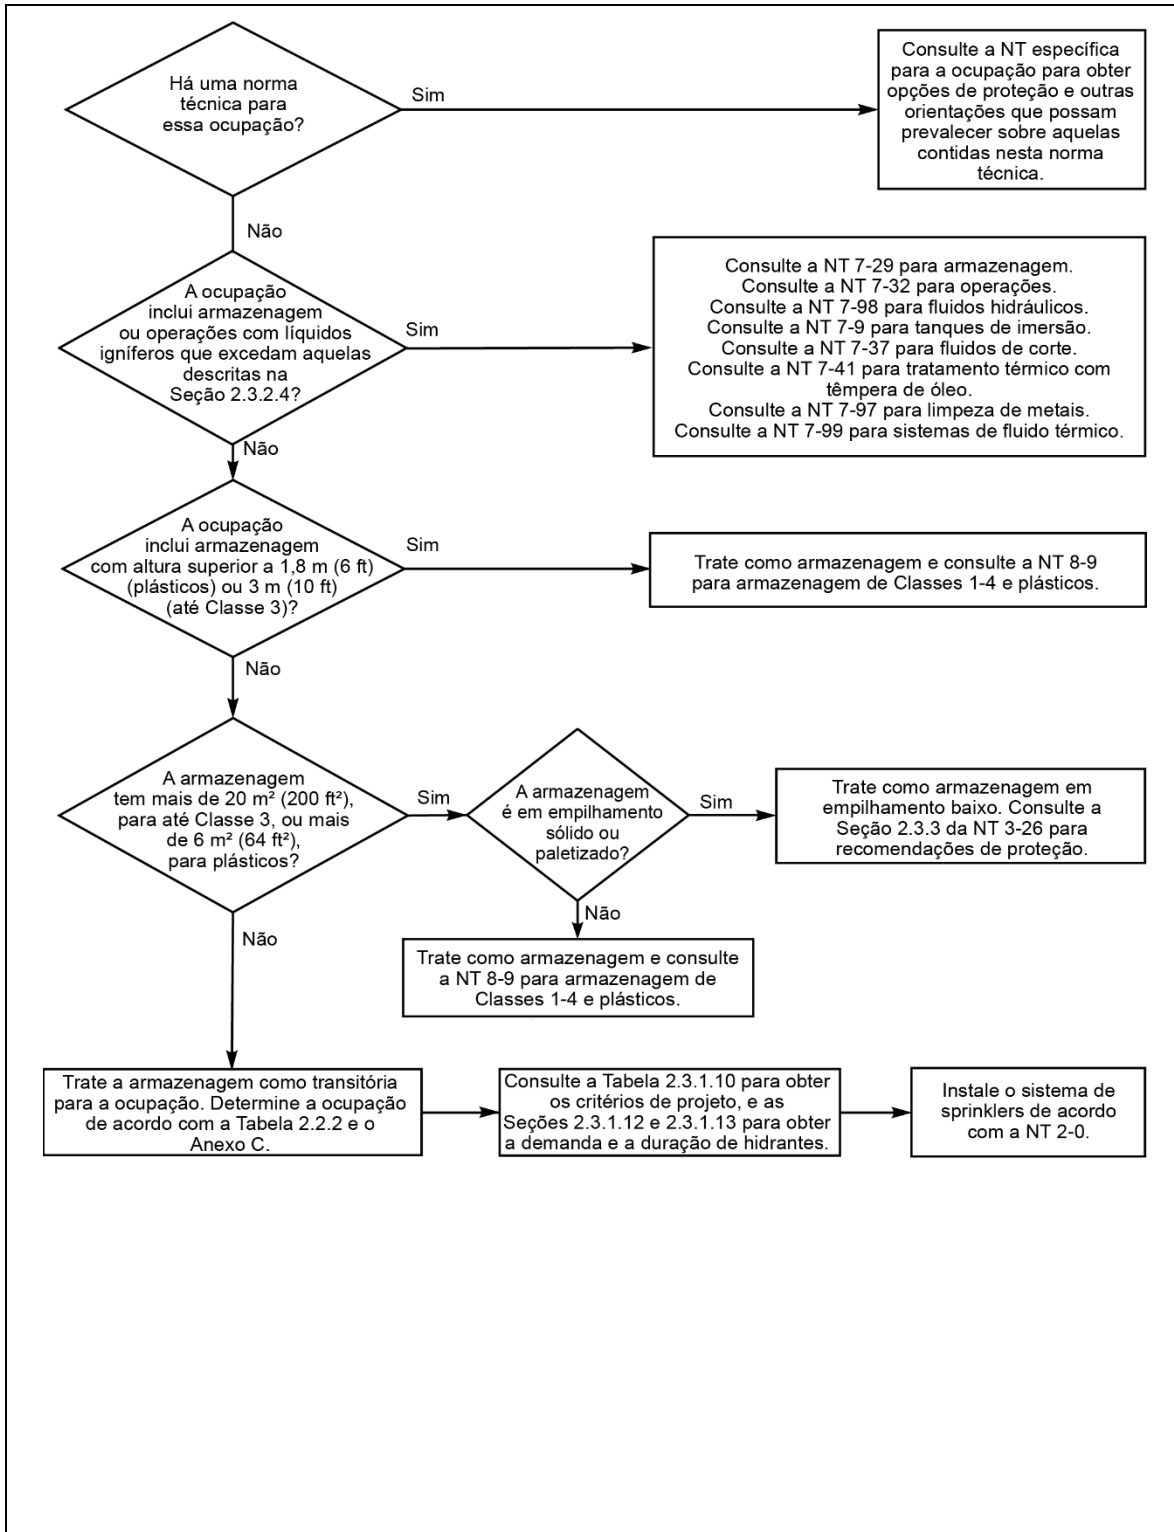 Há uma norma
técnica para
essa ocupação?
Sim
Consulte a NT específica
para a ocupação para obter
opções de proteção e outras
orientações que possam
prevalecer sobre aquelas
contidas nesta norma
técnica.
Não
A ocupação
inclui armazenagem
ou operações com líquidos
igníferos que excedam aquelas
descritas na
Seção 2.3.2.4?
Sim
Consulte a NT 7-29 para armazenagem.
Consulte a NT 7-32 para operações.
Consulte a NT 7-98 para fluidos hidráulicos.
Consulte a NT 7-9 para tanques de imersão.
Consulte a NT 7-37 para fluidos de corte.
Consulte a NT 7-41 para tratamento térmico com
têmpera de óleo.
Consulte a NT 7-97 para limpeza de metais.
Consulte a NT 7-99 para sistemas de fluido térmico.
Não
A ocupação
inclui armazenagem
com altura superior a 1,8 m (6 ft)
(plásticos) ou 3 m (10 ft)
(até Classe 3)?
Sim
Trate como armazenagem e consulte a NT 8-9
para armazenagem de Classes 1-4 e plásticos.
Não
A armazenagem
tem mais de 20 m² (200 ft²),
para até Classe 3, ou mais
de 6 m² (64 ft²),
para plásticos?
Sim
A armazenagem
é em empilhamento
sólido ou
paletizado?
Sim
Trate como armazenagem em
empilhamento baixo. Consulte a
Seção 2.3.3 da NT 3-26 para
recomendações de proteção.
Não
Trate como armazenagem e consulte
a NT 8-9 para armazenagem de
Classes 1-4 e plásticos.
Não
Trate a armazenagem como transitória
para a ocupação. Determine a ocupação
de acordo com a Tabela 2.2.2 e o
Anexo C.
Consulte a Tabela 2.3.1.10 para obter
os critérios de projeto, e as
Seções 2.3.1.12 e 2.3.1.13 para obter
a demanda e a duração de hidrantes.
Instale o sistema de
sprinklers de acordo
com a NT 2-0.